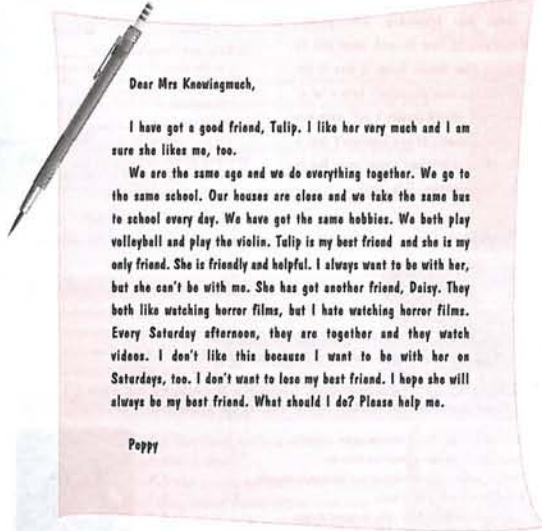 Dear Mrs Knowingmuch,
I have got a good friend, Tulip. I like her very much and I am
sure she likes me, too.
We are the same age and we do everything together. We go to
the same school. Our houses are close and we take the same bus
to school every day. We have got the same hobbies. We both play
volleyball and play the violin. Tulip is my best friend and she is my
only friend. She is friendly and helpful. I always want to be with her,
but she can't be with me. She has got another friend, Daisy. They
both like watching horror films, but I hate watching horror films.
Every Saturday afternoon, they are together and they watch
videos. I don't like this because I want to be with her on
Saturdays, too. I don't want to lose my best friend. I hope she will
always be my best friend. What should I do? Please help me.
Poppy